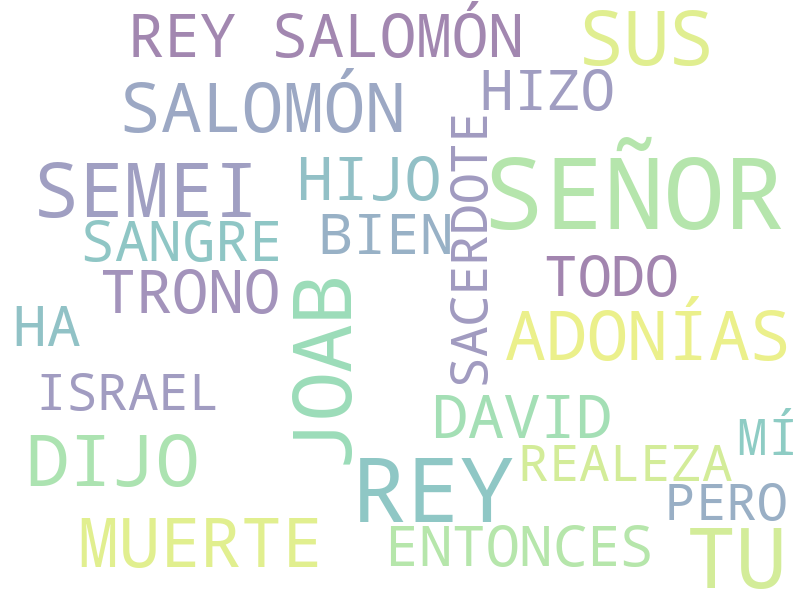 REY SALOMÓN
SUS
SALOMÓN
HIZO
SEMEI
HIJO
SACERDOTE
SEÑOR
SANGRE
BIEN
TRONO
TODO
HA
JOAB
ADONÍAS
ISRAEL
DAVID
MÍ
DIJO
REY
REALEZA
PERO
MUERTE
ENTONCES
TU